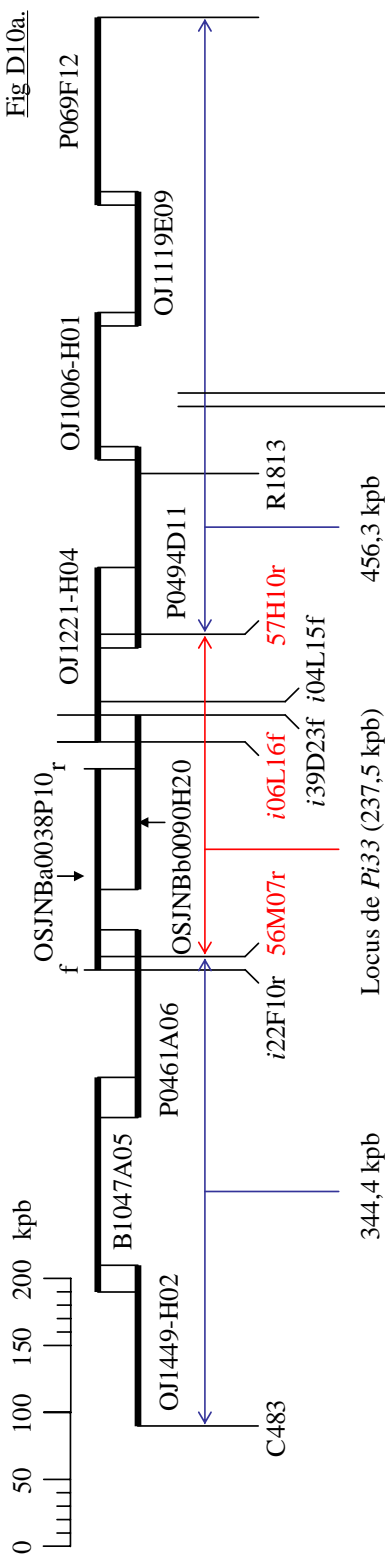 Fig D10a.
0 50 100 150 200 kpb
OSJNBa0038P10
f
r
OJ1221-H04
OJ1006-H01
P069F12
B1047A05
OJ1449-H02
P0461A06
OSJNBb0090H20
P0494D11
OJ1119E09
C483
i22F10r
56M07r
i06L16f
i39D23f
i04L15f
57H10r
R1813
344,4 kpb
Locus de Pi33 (237,5 kpb)
456,3 kpb